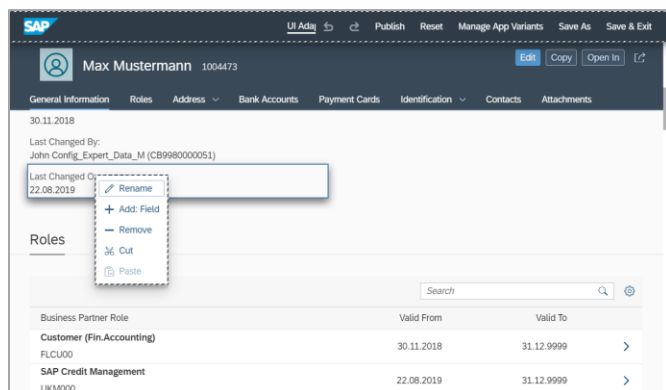 SAP
UI Adap Publish Reset Manage App Variants Save As Save & Exit
Max Mustermann 1004473
Edit Copy Open In
General Information Roles Address Bank Accounts Payment Cards Identification Contacts Attachments
30.11.2018
Last Changed By:
John Config_Expert_Data_M (CB9980000051)
Last Changed O
22.08.2019
Rename
Add: Field
Remove
Cut
Paste
Roles
Search
Business Partner Role Valid From Valid To
Customer (Fin.Accounting)
FLCU00
30.11.2018 31.12.9999
SAP Credit Management
UKM000
22.08.2019 31.12.9999